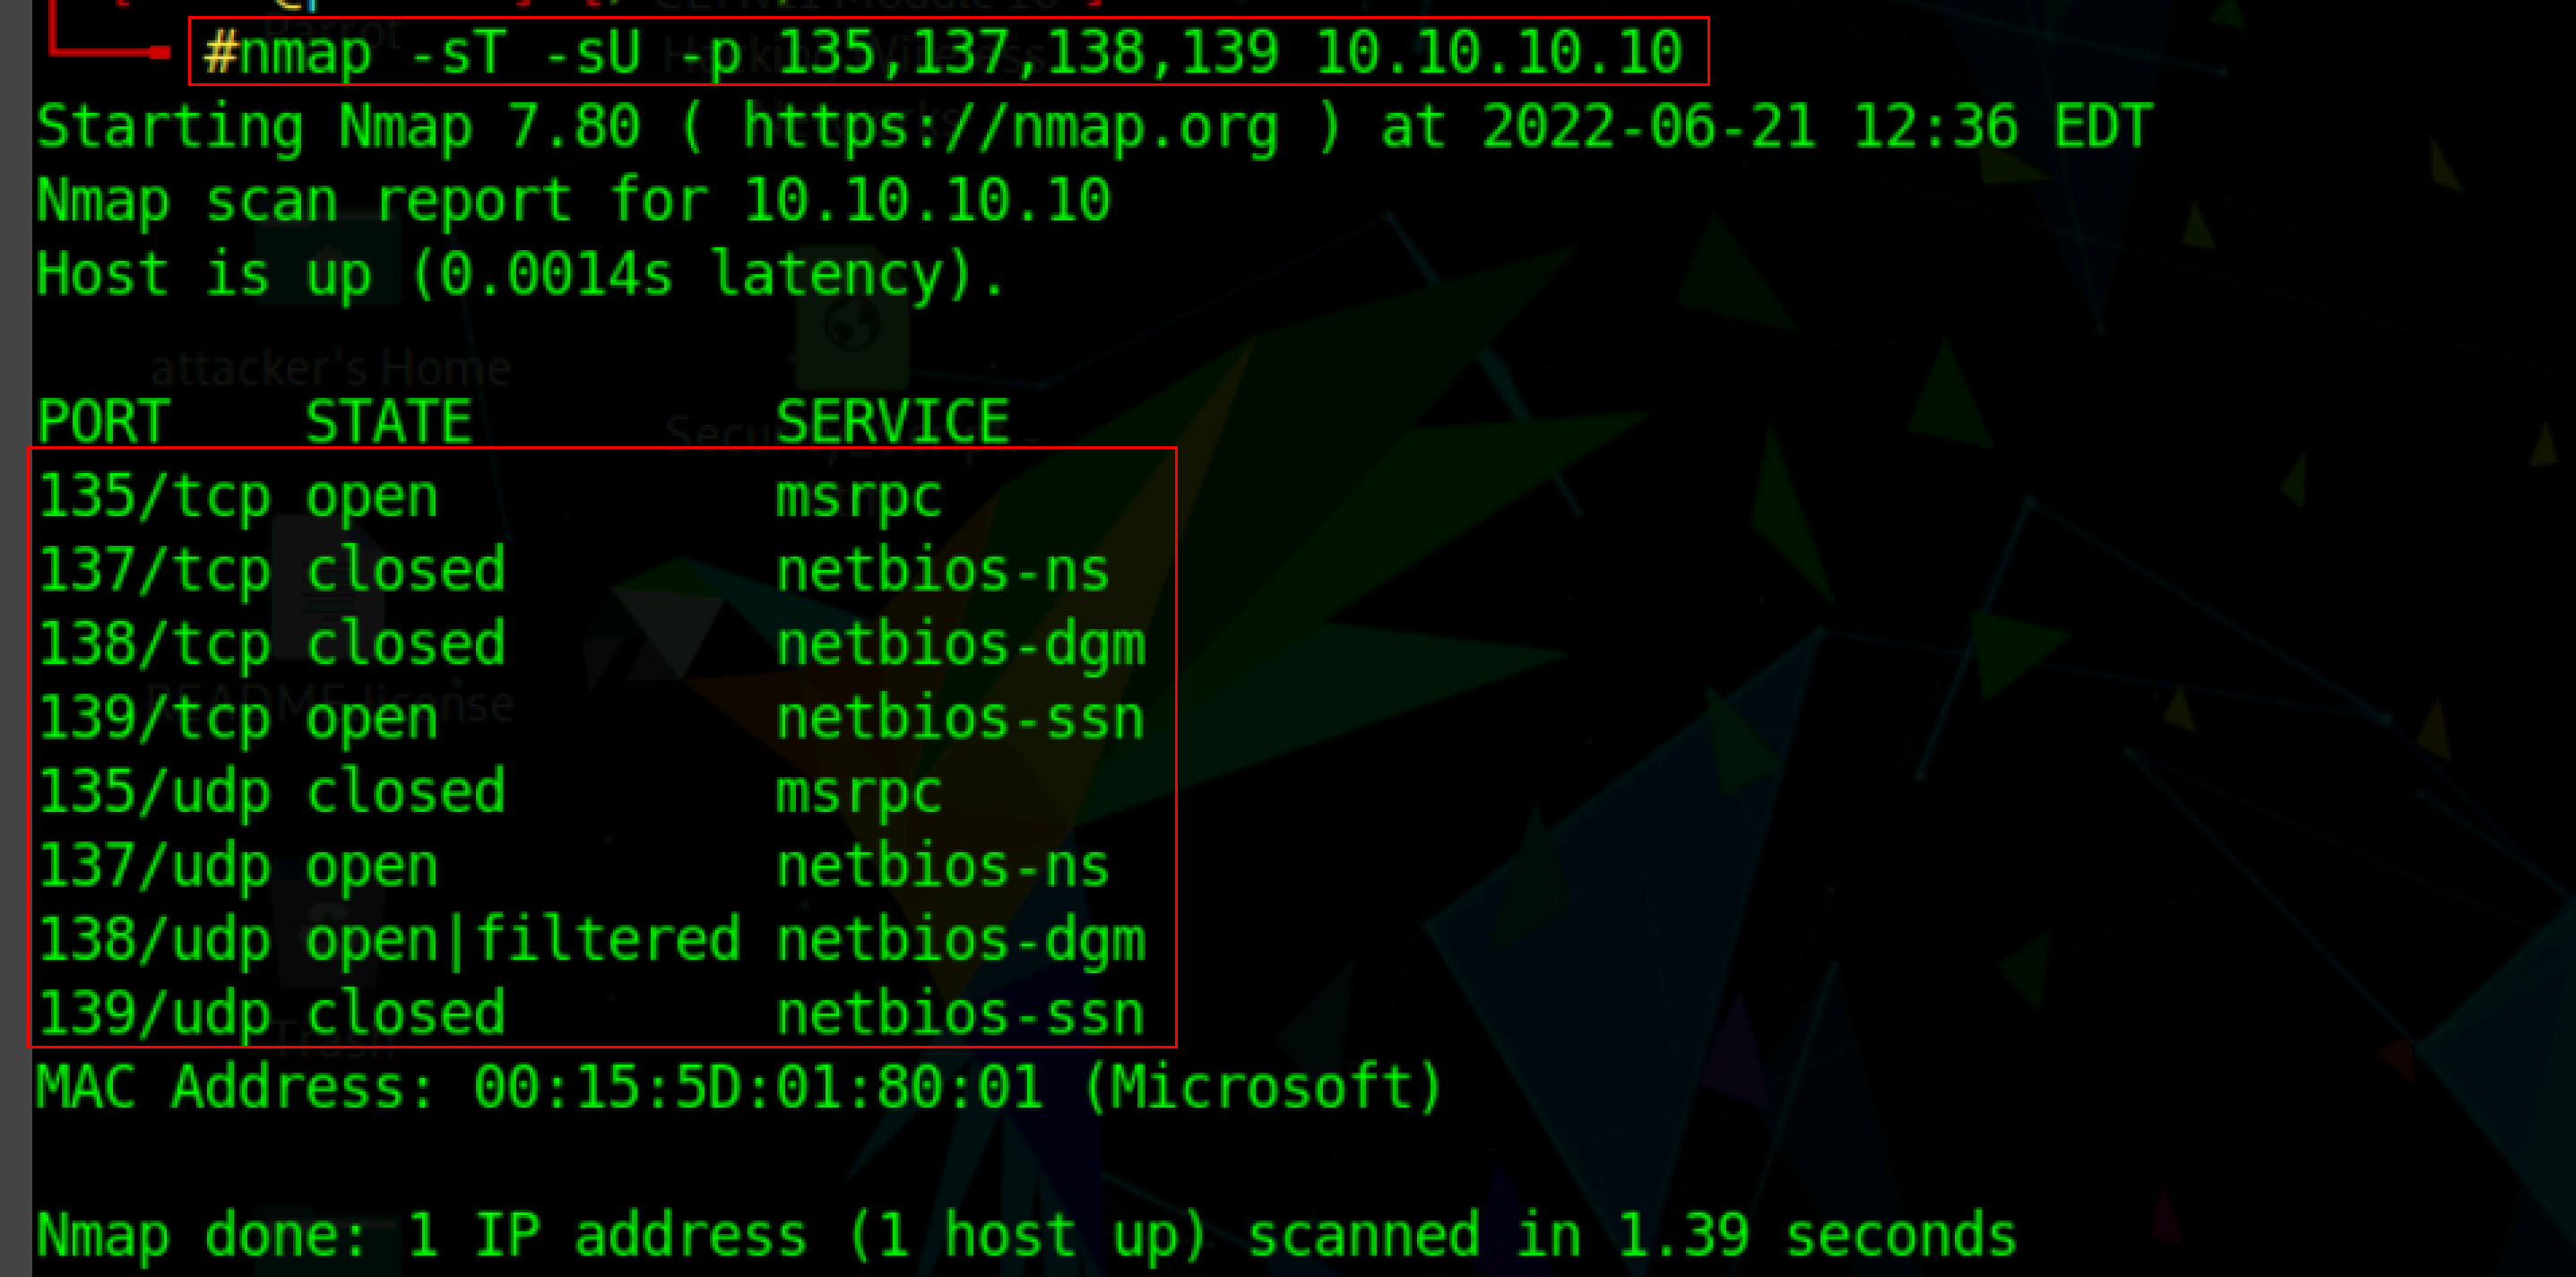 #nmap -sT -sU -p 135,137,138,139 10.10.10.10
Starting Nmap 7.80 ( https://nmap.org ) at 2022-06-21 12:36 EDT
Nmap scan report for 10.10.10.10
Host is up (0.0014s latency).
attacker's Home
PORT STATE SERVICE
135/tcp open msrpc
137/tcp closed netbios-ns
138/tcp closed netbios-dgm
139/tcp open netbios-ssn
135/udp closed msrpc
137/udp open netbios-ns
138/udp open|filtered netbios-dgm
139/udp closed netbios-ssn
Trash
MAC Address: 00:15:5D:01:80:01 (Microsoft)
Nmap done: 1 IP address (1 host up) scanned in 1.39 seconds